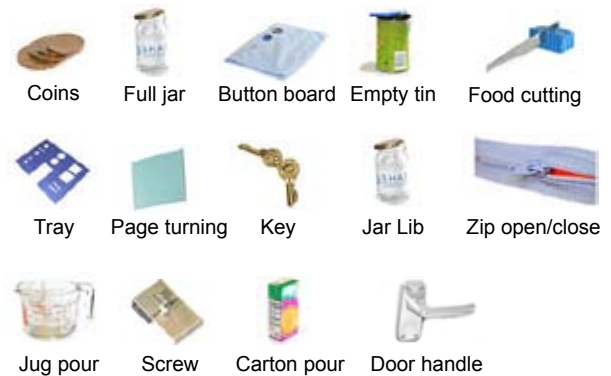 Coins Full jar Button board Empty tin Food cutting
Tray Page turning Key Jar Lib Zip open/close
Jug pour Screw Carton pour Door handle